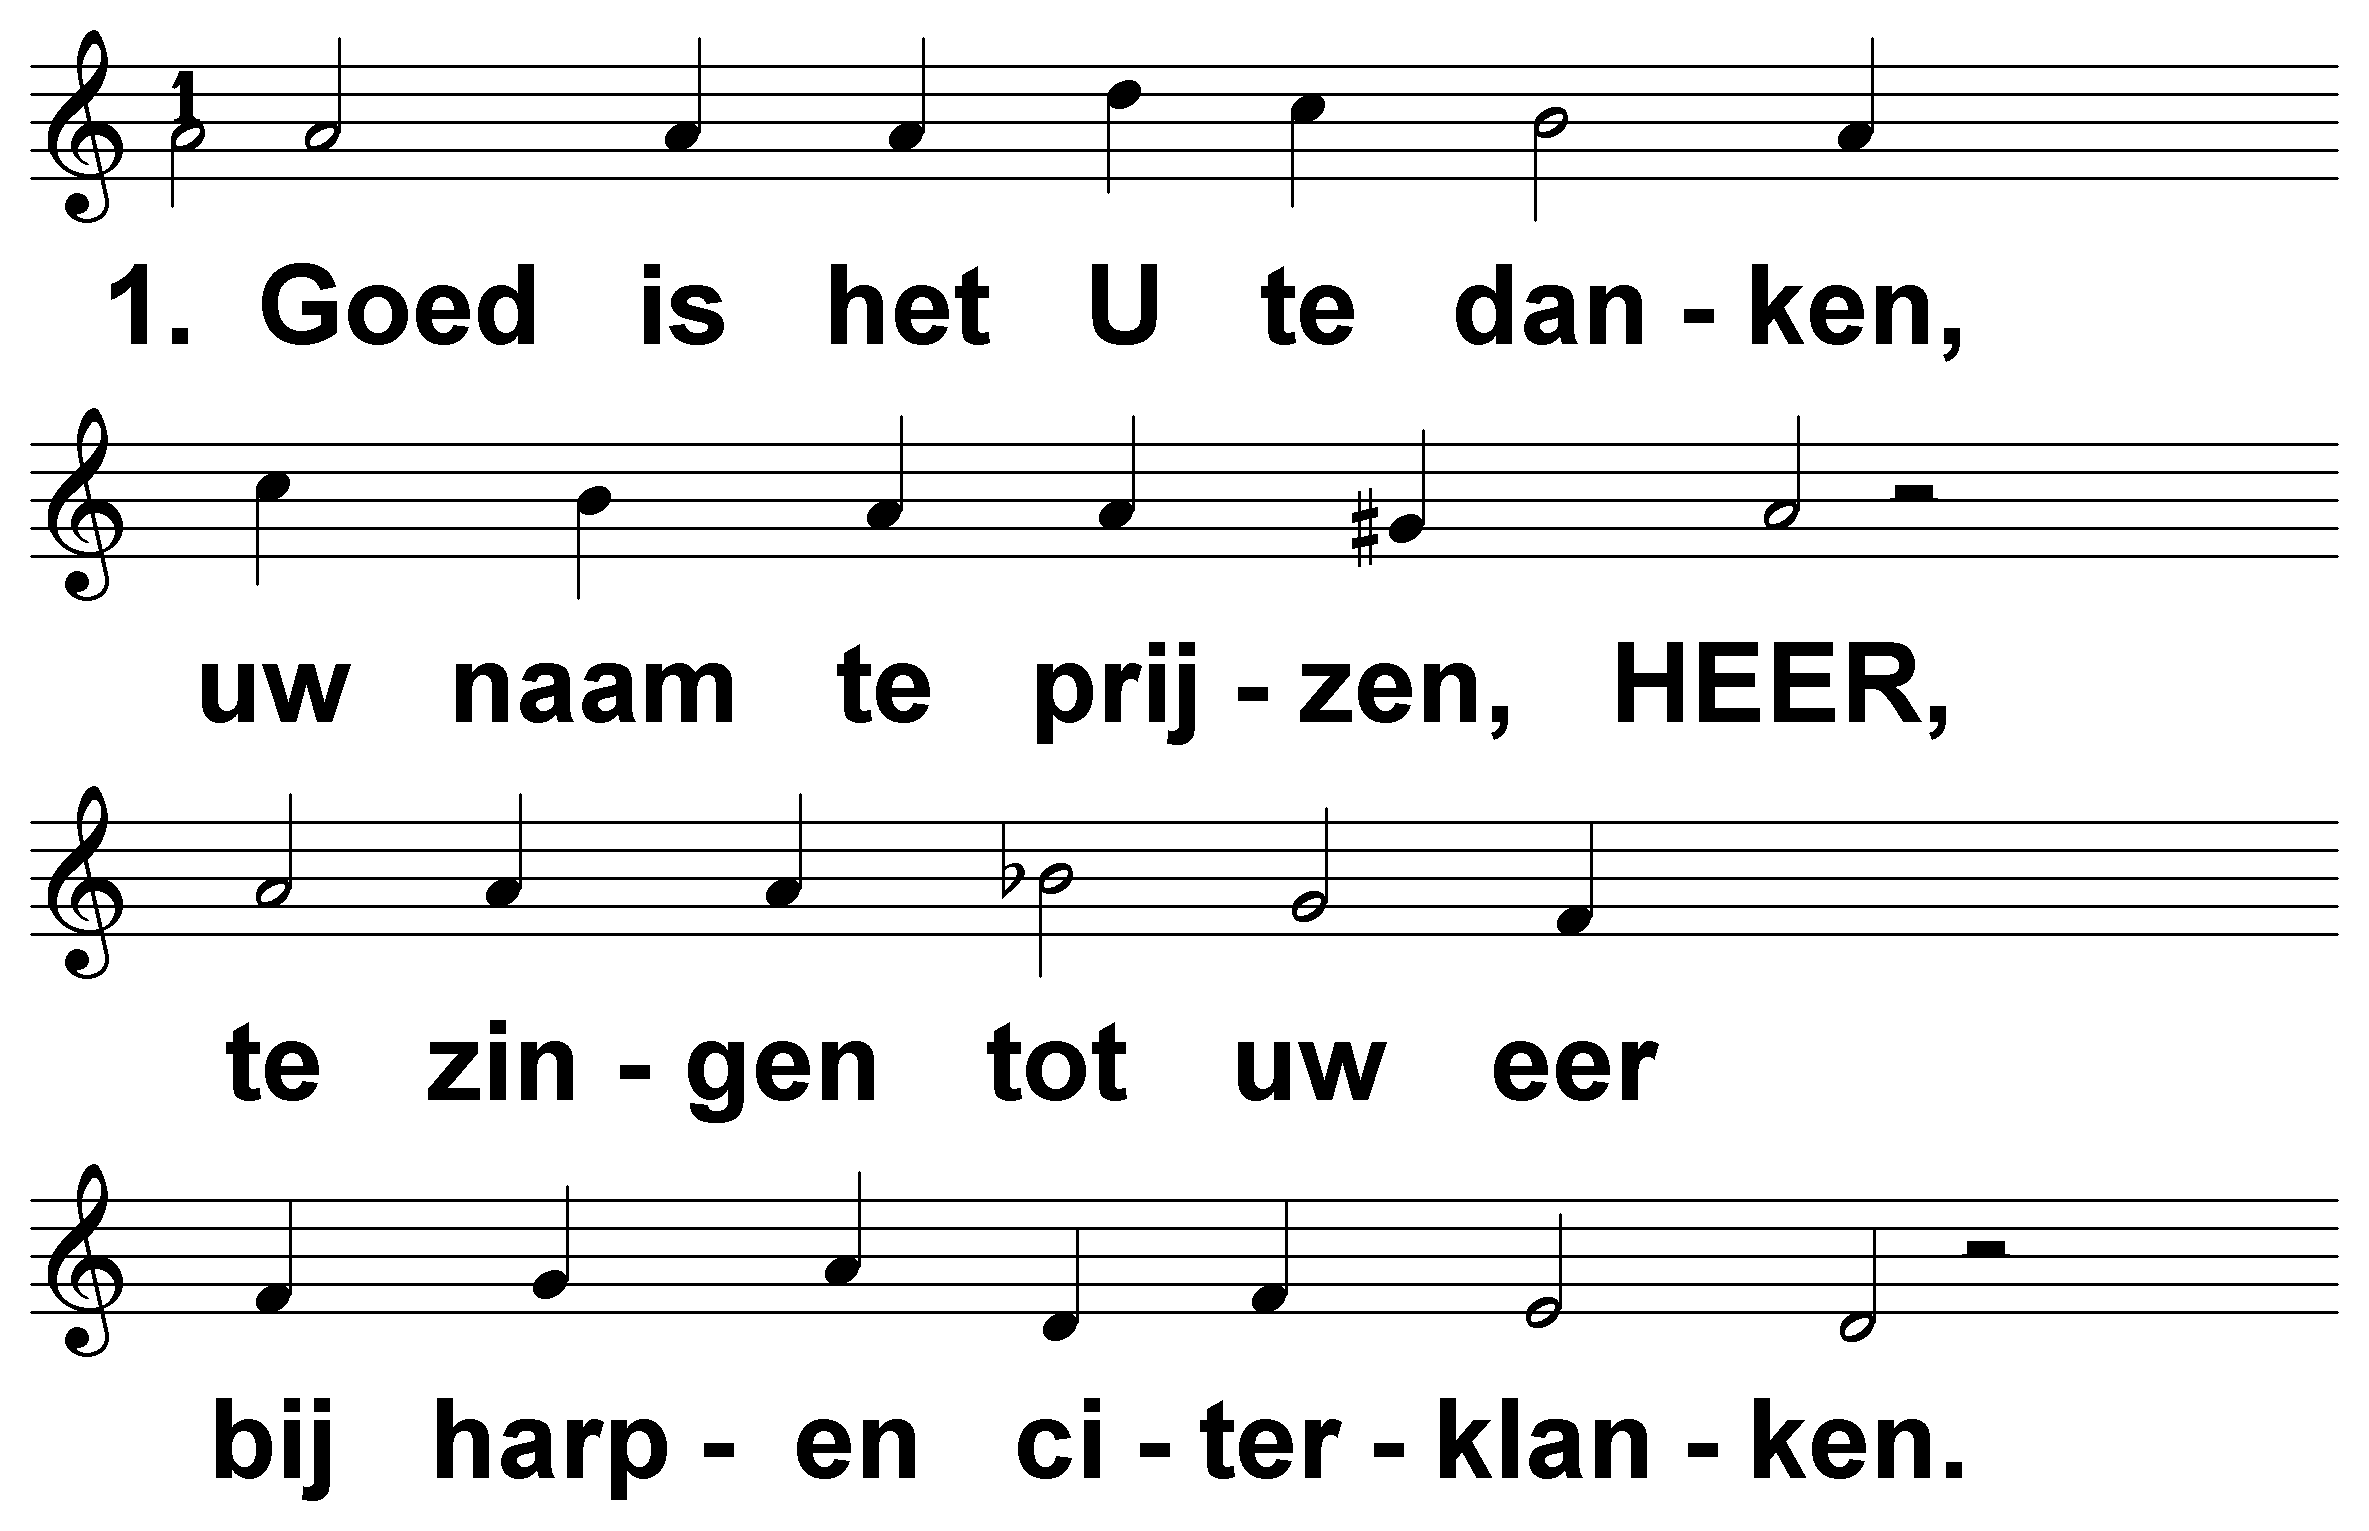 1
1. Goed is het U te dan - ken,
uw naam te prij - zen, HEER,
te zin - gen tot uw eer
bij harp - en ci - ter - klan - ken.